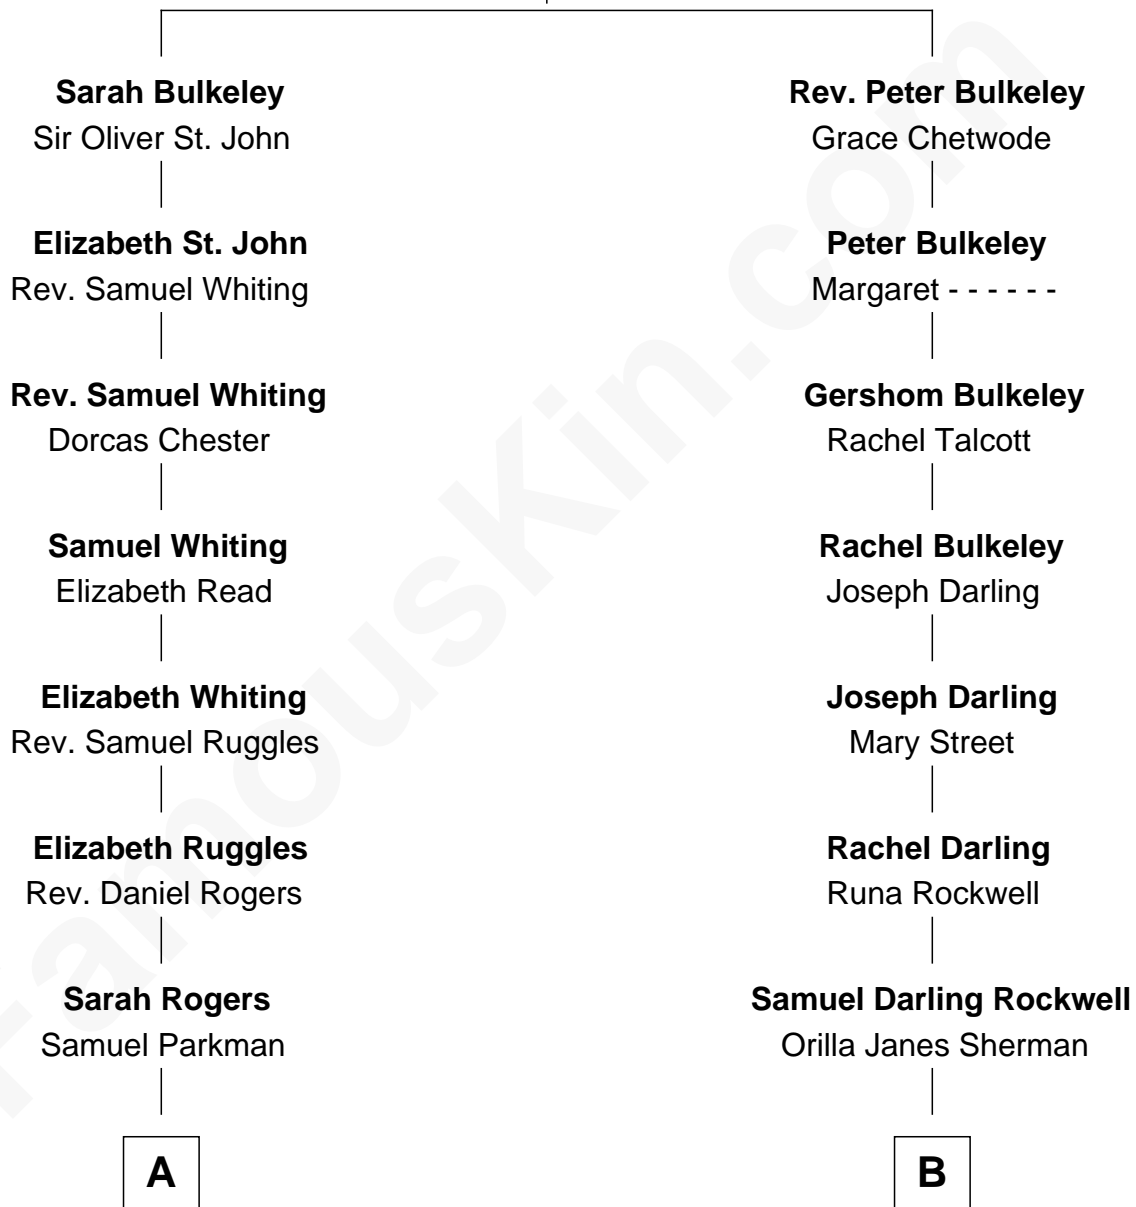 Sarah Bulkeley
Sir Oliver St. John
Elizabeth St. John
Rev. Samuel Whiting
Rev. Samuel Whiting
Dorcas Chester
Samuel Whiting
Elizabeth Read
Elizabeth Whiting
Rev. Samuel Ruggles
Elizabeth Ruggles
Rev. Daniel Rogers
Sarah Rogers
Samuel Parkman
A
Rev. Peter Bulkeley
Grace Chetwode
Peter Bulkeley
Margaret - - - - - -
Gershom Bulkeley
Rachel Talcott
Rachel Bulkeley
Joseph Darling
Joseph Darling
Mary Street
Rachel Darling
Runa Rockwell
Samuel Darling Rockwell
Orilla Janes Sherman
B
FamousKin.com